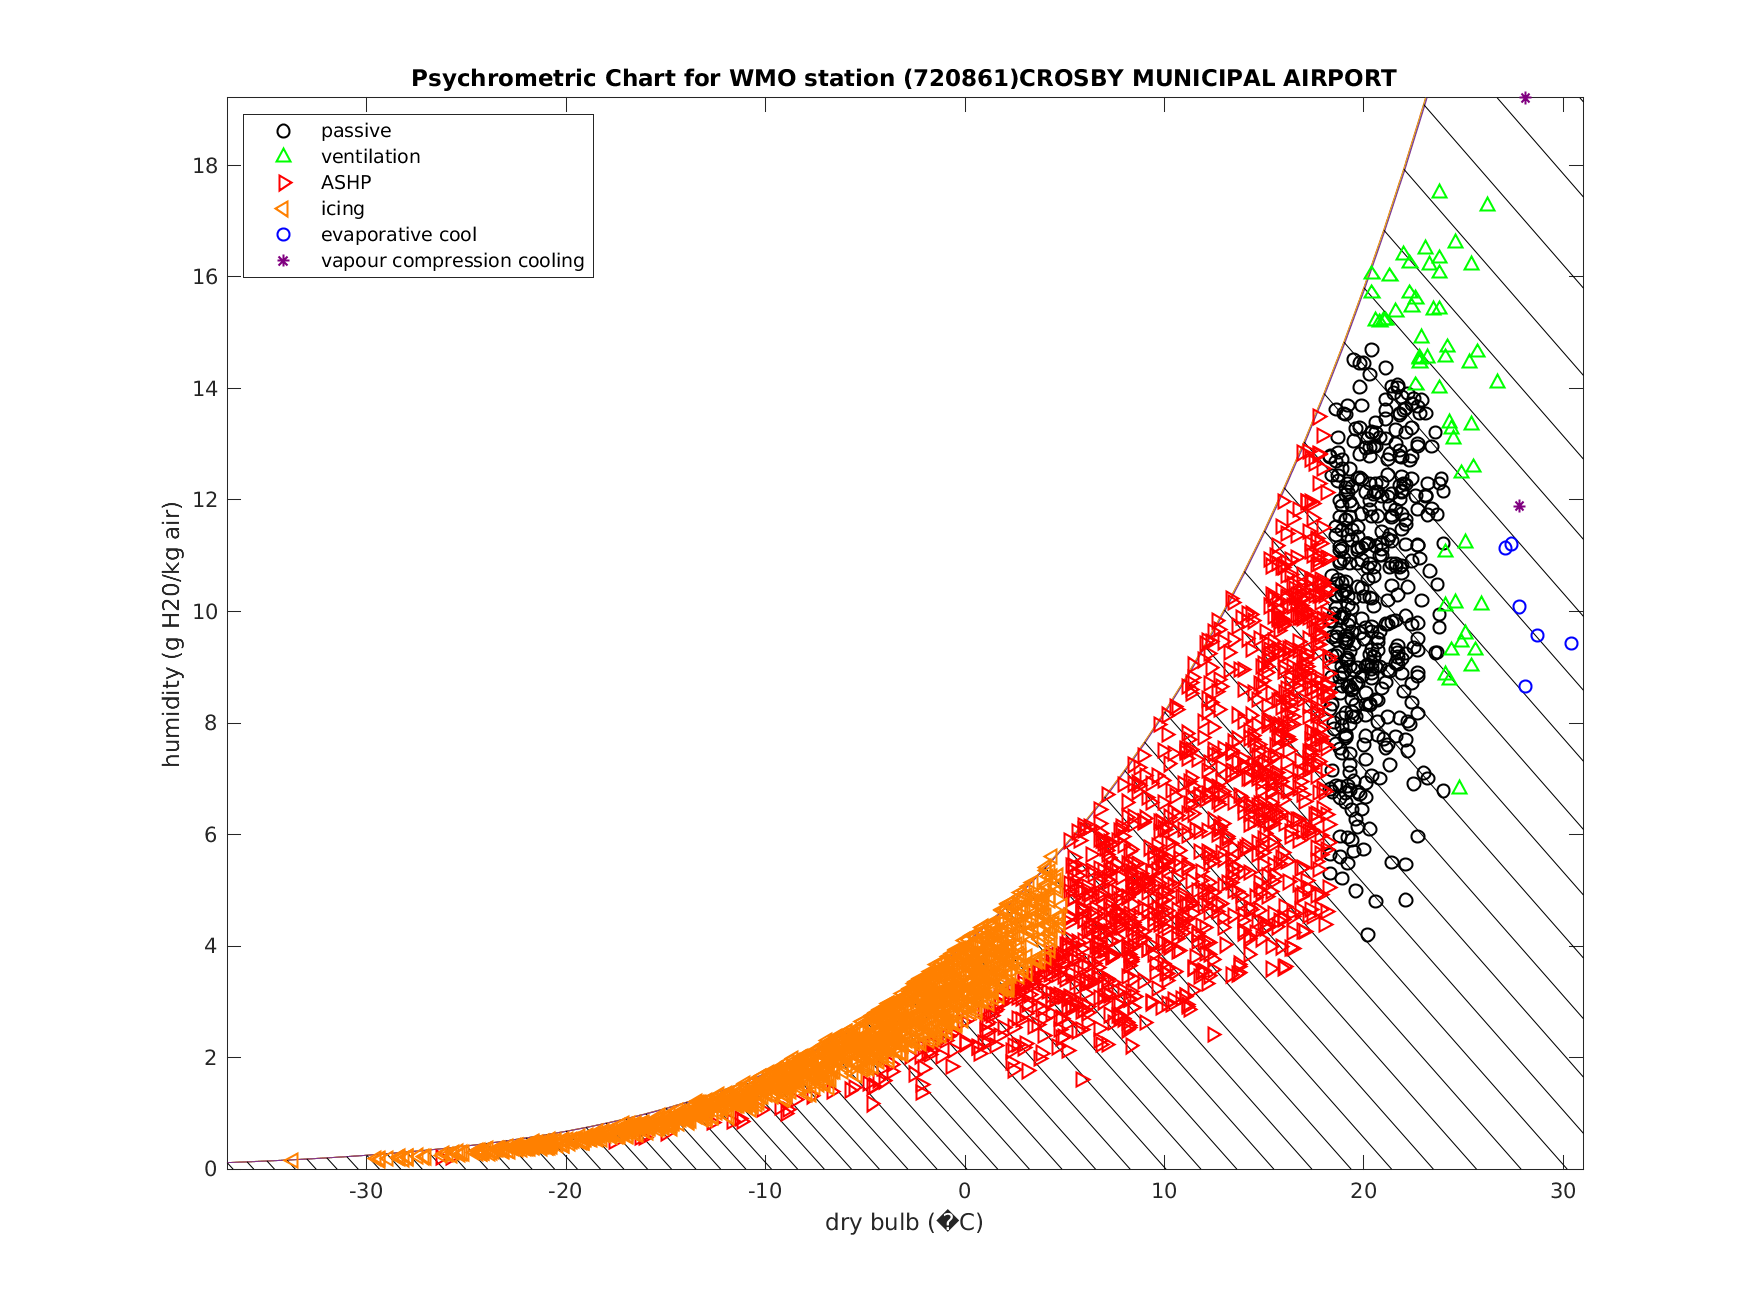 Psychrometric Chart for WMO station (720861)CROSBY MUNICIPAL AIRPORT
passive
ventilation
ASHP
icing
evaporative cool
vapour compression cooling
humidity (g H20/kg air)
18
16
14
12
10
8
6
4
2
0
-30 -20 -10 0 10 20 30
dry bulb (�C)